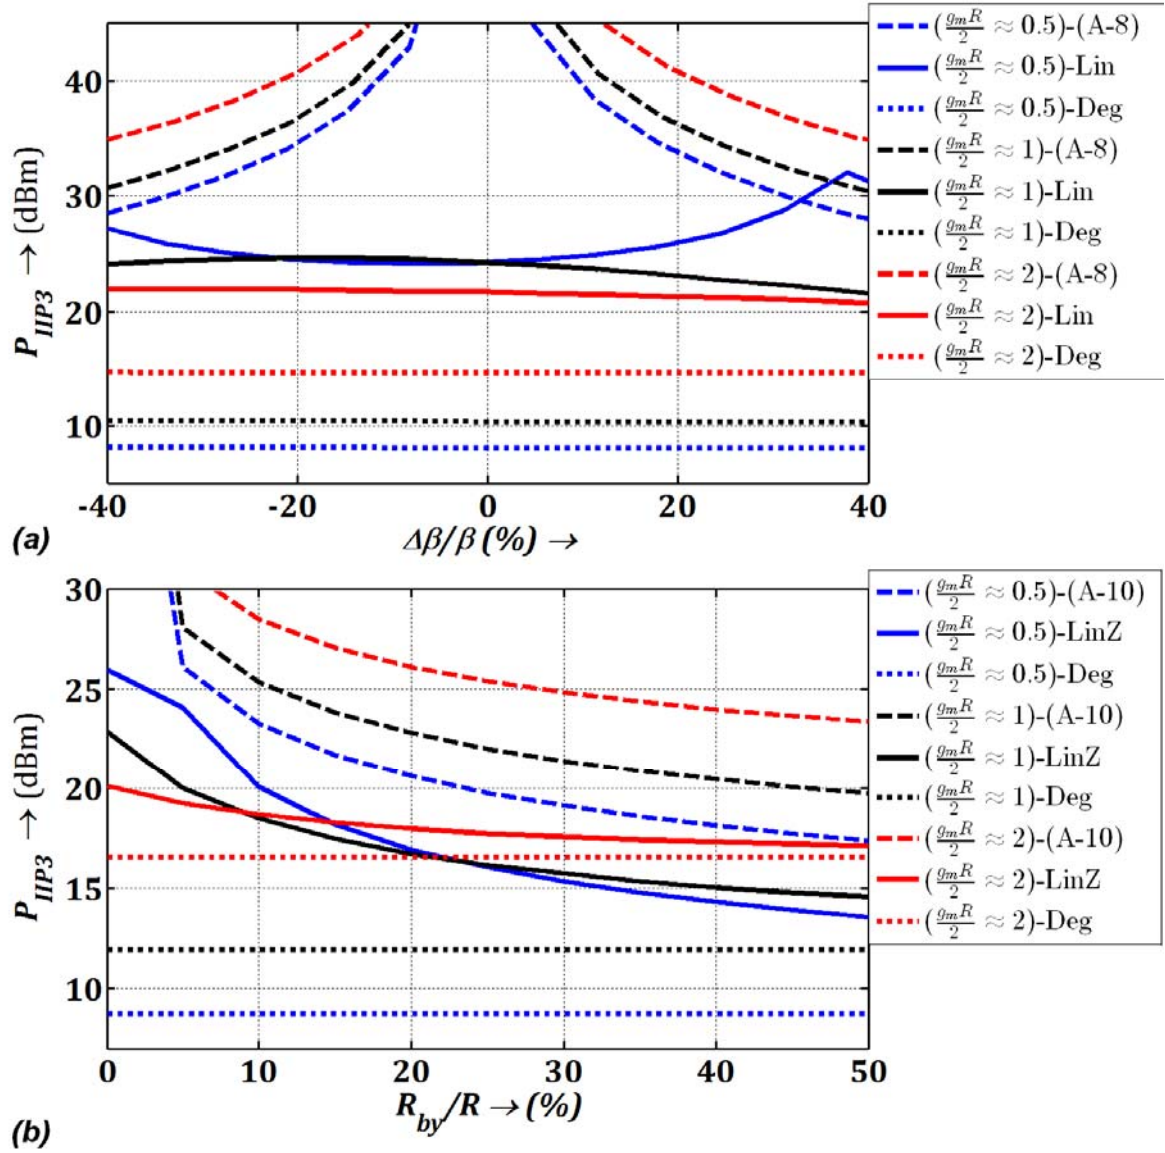 40
30
20
10
P_IIP3 → (dBm)
-40 -20 0 20 40
Δβ/β (%) →
(a)
(g_mR/2 ≈ 0.5)-(A-8)
(g_mR/2 ≈ 0.5)-Lin
(g_mR/2 ≈ 0.5)-Deg
(g_mR/2 ≈ 1)-(A-8)
(g_mR/2 ≈ 1)-Lin
(g_mR/2 ≈ 1)-Deg
(g_mR/2 ≈ 2)-(A-8)
(g_mR/2 ≈ 2)-Lin
(g_mR/2 ≈ 2)-Deg
30
25
20
15
10
P_IIP3 → (dBm)
0 10 20 30 40 50
R_by/R → (%)
(b)
(g_mR/2 ≈ 0.5)-(A-10)
(g_mR/2 ≈ 0.5)-LinZ
(g_mR/2 ≈ 0.5)-Deg
(g_mR/2 ≈ 1)-(A-10)
(g_mR/2 ≈ 1)-LinZ
(g_mR/2 ≈ 1)-Deg
(g_mR/2 ≈ 2)-(A-10)
(g_mR/2 ≈ 2)-LinZ
(g_mR/2 ≈ 2)-Deg